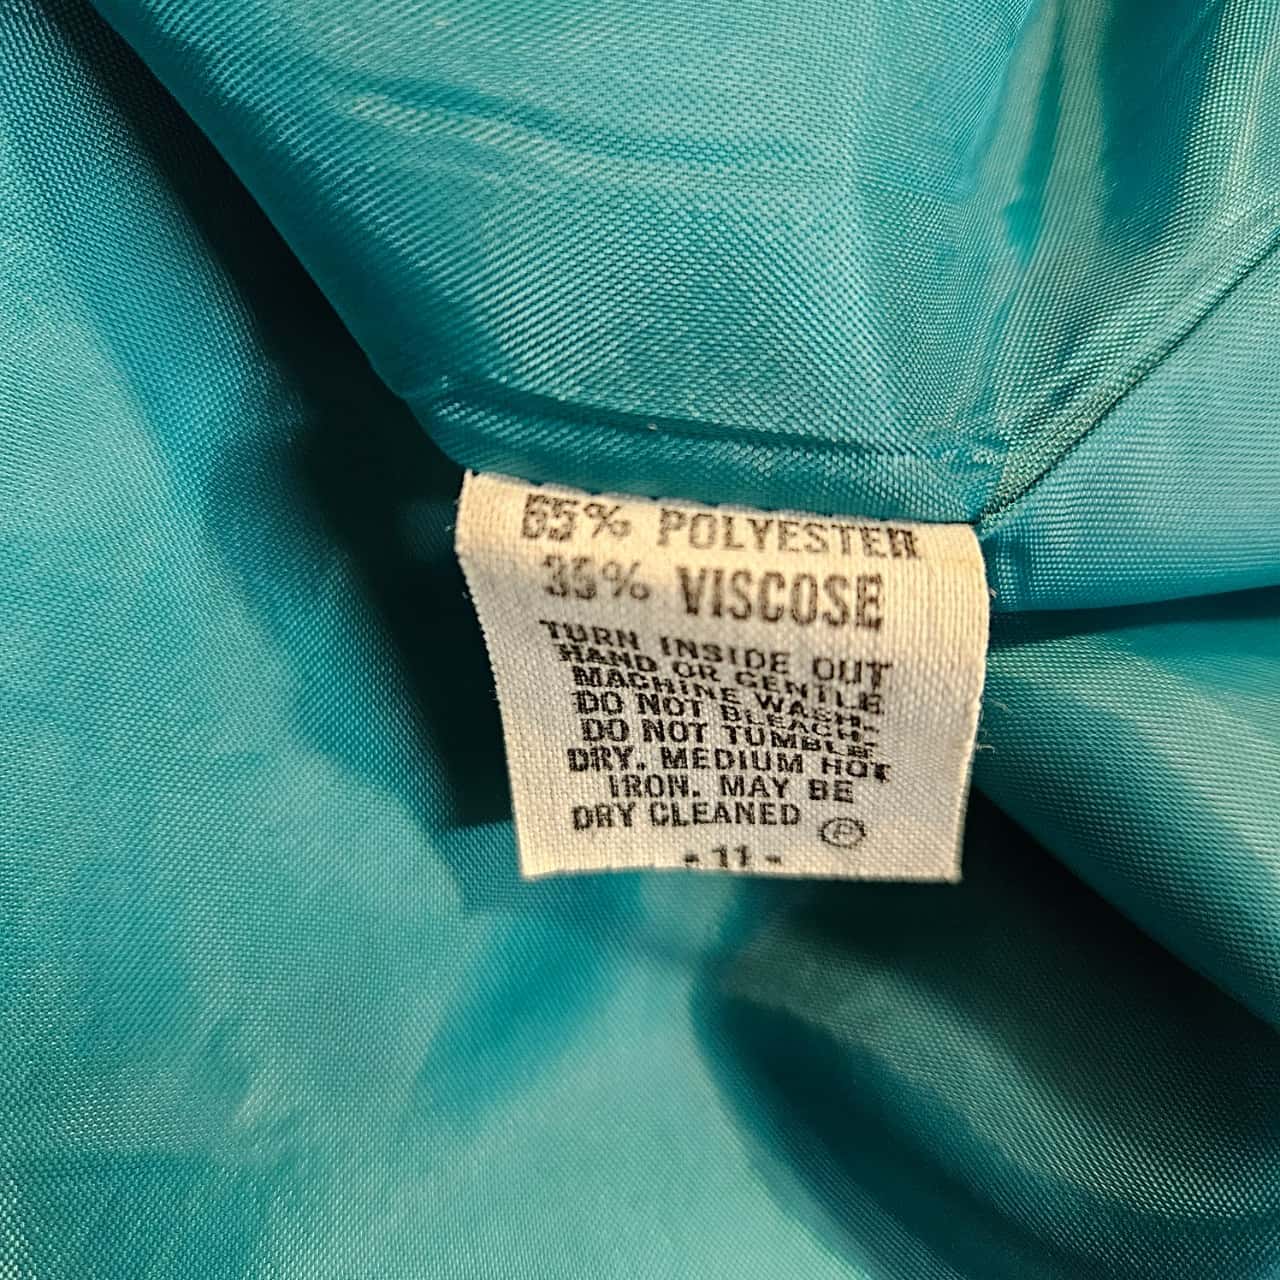 65% POLYESTER
35% VISCOSE
TURN INSIDE OUT
HAND OR GENTLE
MACHINE WASH.
DO NOT BLEACH.
DO NOT TUMBLE
DRY. MEDIUM HOT
IRON. MAY BE
DRY CLEANED Ⓟ
- 11 -